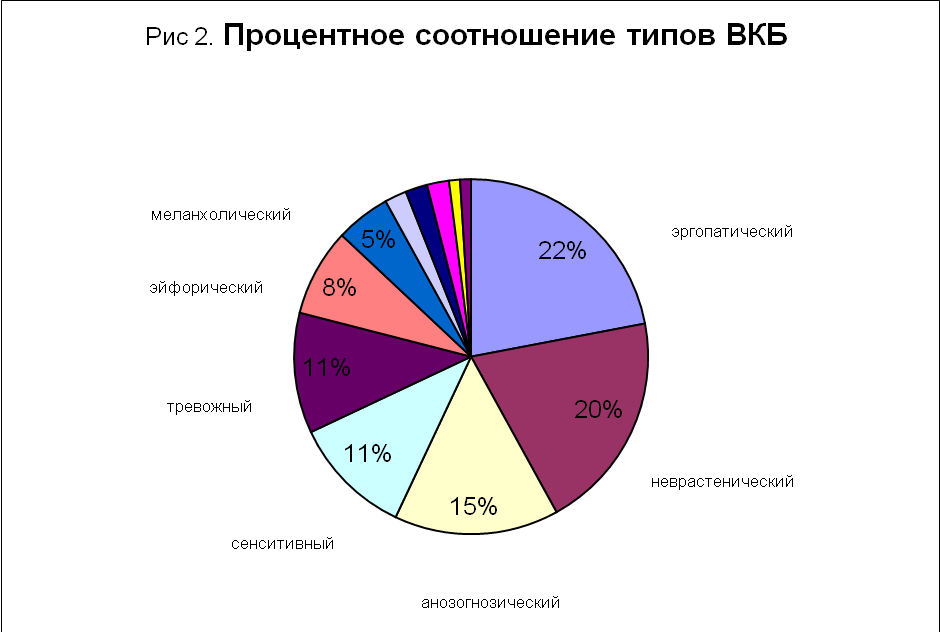 Рис 2. Процентное соотношение типов ВКБ
меланхолический
эргопатический
5%
22%
эйфорический
8%
11%
тревожный
20%
11%
неврастенический
15%
сенситивный
анозогнозический